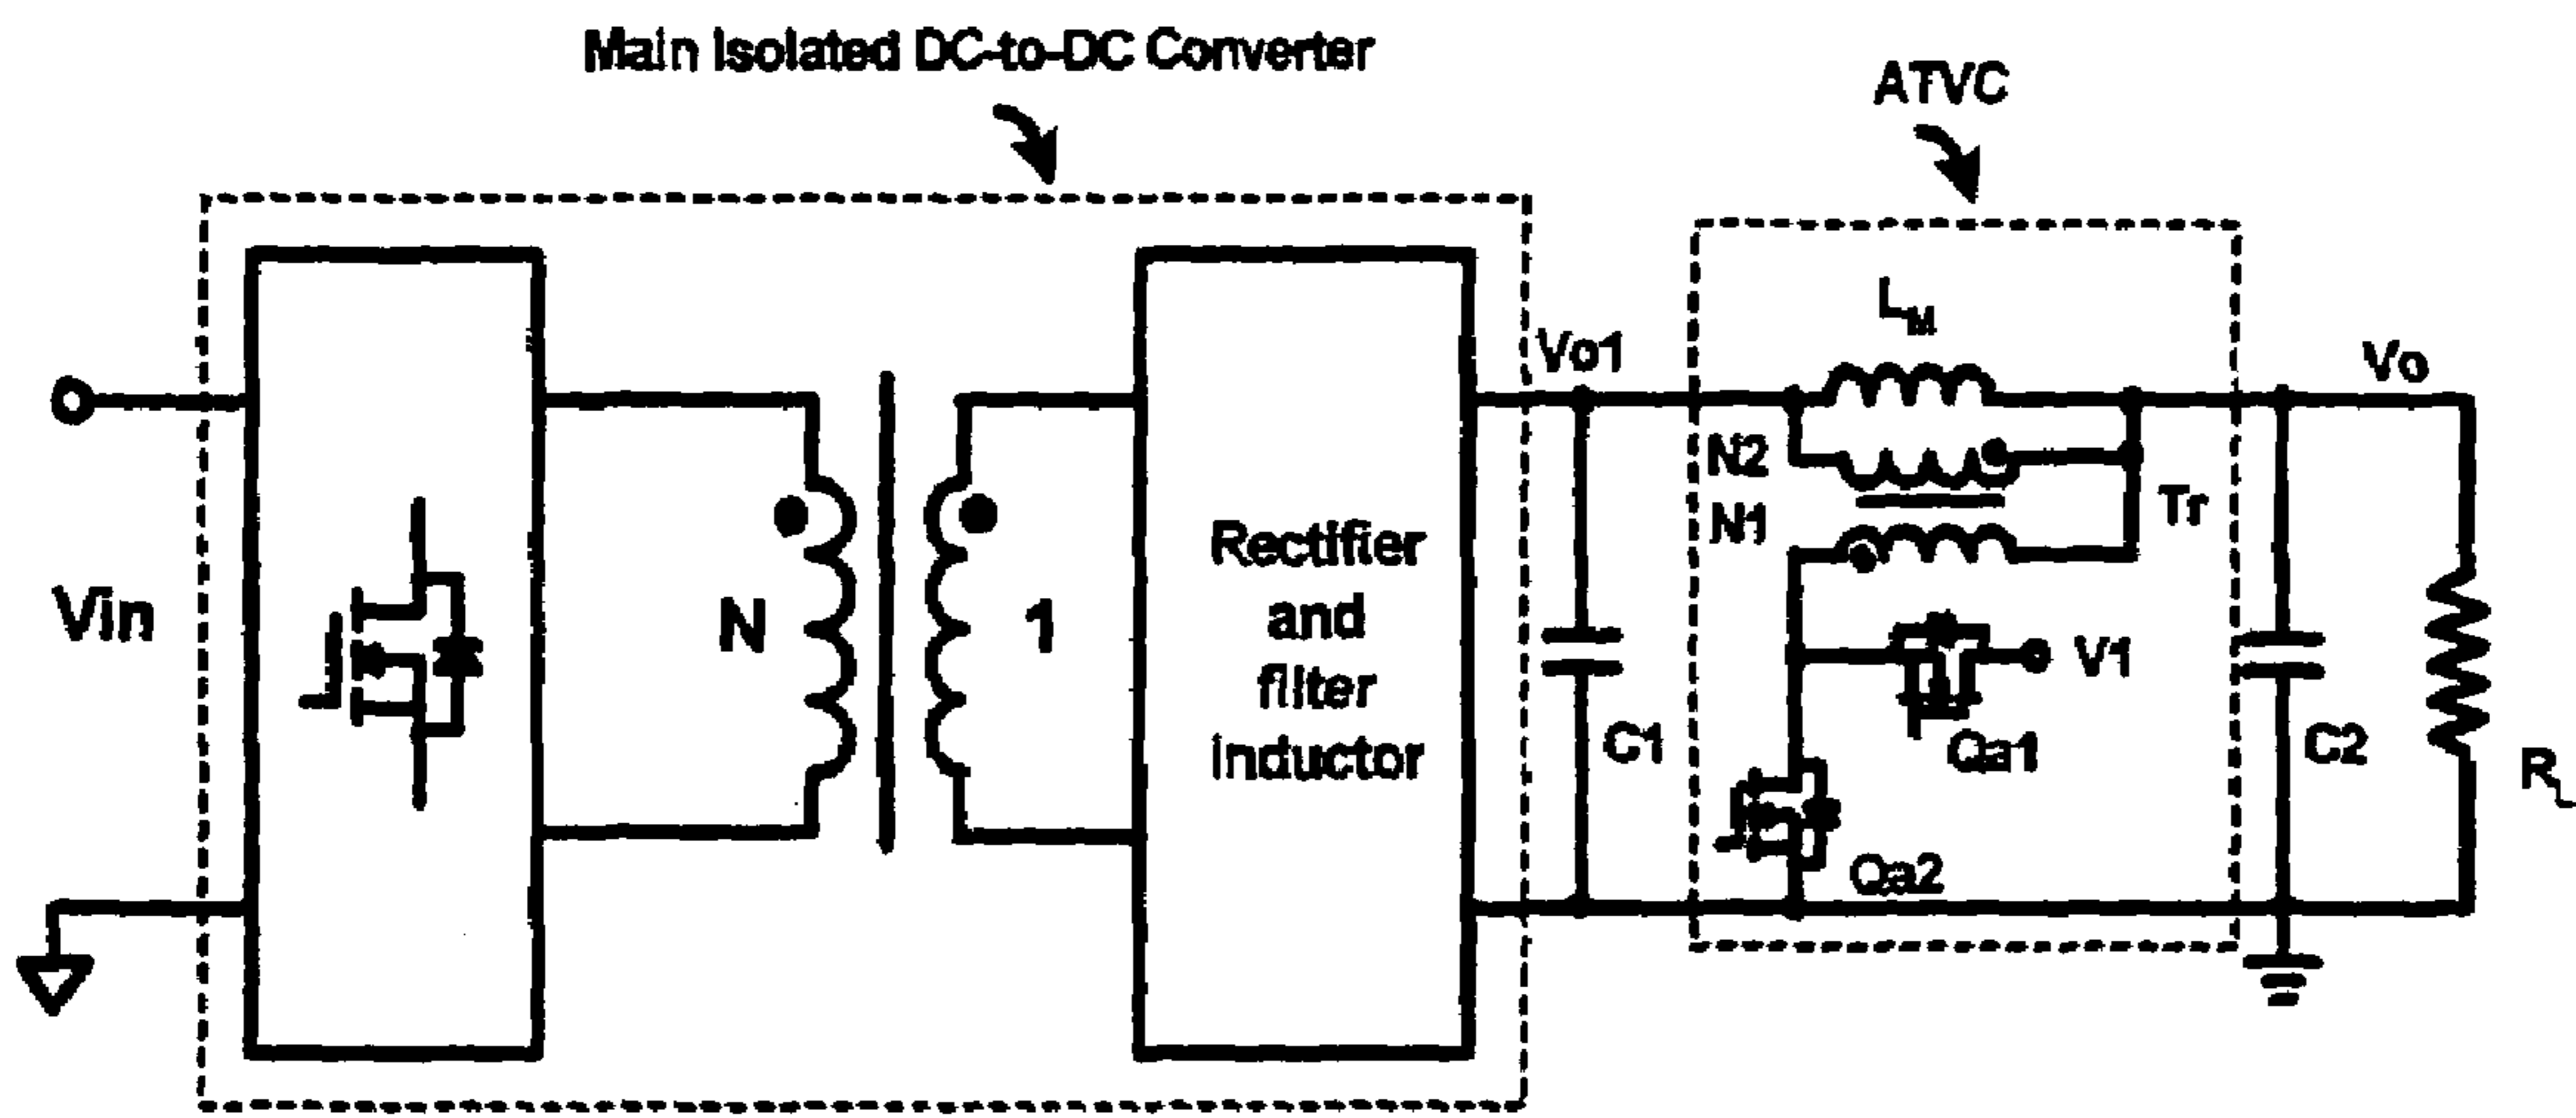 Main Isolated DC-to-DC Converter
ATVC
Vin
N
1
Rectifier
and
filter
inductor
Vo1
C1
LM
N2
N1
Tr
V1
Qa1
Qa2
Vo
C2
RL